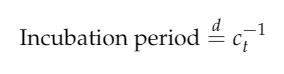 Incubation period $\stackrel{d}{=} c_t^{-1}$